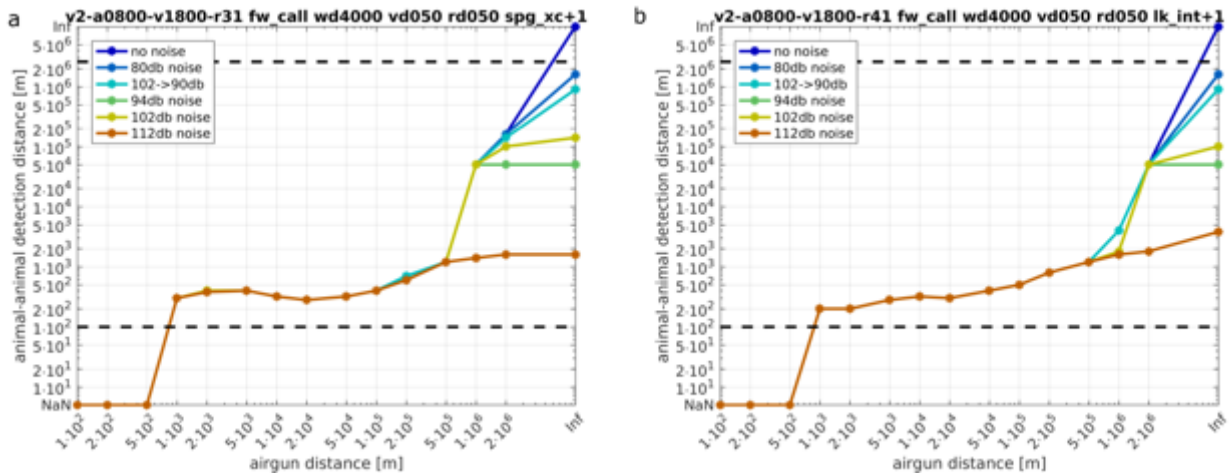 a
y2-a0800-v1800-r31 fw_call wd4000 vd050 rd050 spg_xc+1
Inf
5·10⁶
2·10⁶
1·10⁶
5·10⁵
2·10⁵
1·10⁵
5·10⁴
2·10⁴
1·10⁴
5·10³
2·10³
1·10³
5·10²
2·10²
1·10²
5·10¹
2·10¹
1·10¹
NaN
animal-animal detection distance [m]
no noise
80db noise
102->90db
94db noise
102db noise
112db noise
1·10²
2·10²
5·10²
1·10³
2·10³
5·10³
1·10⁴
2·10⁴
5·10⁴
1·10⁵
2·10⁵
5·10⁵
1·10⁶
2·10⁶
Inf
airgun distance [m]
b
y2-a0800-v1800-r41 fw_call wd4000 vd050 rd050 lk_int+1
Inf
5·10⁶
2·10⁶
1·10⁶
5·10⁵
2·10⁵
1·10⁵
5·10⁴
2·10⁴
1·10⁴
5·10³
2·10³
1·10³
5·10²
2·10²
1·10²
5·10¹
2·10¹
1·10¹
NaN
animal-animal detection distance [m]
no noise
80db noise
102->90db
94db noise
102db noise
112db noise
1·10²
2·10²
5·10²
1·10³
2·10³
5·10³
1·10⁴
2·10⁴
5·10⁴
1·10⁵
2·10⁵
5·10⁵
1·10⁶
2·10⁶
Inf
airgun distance [m]